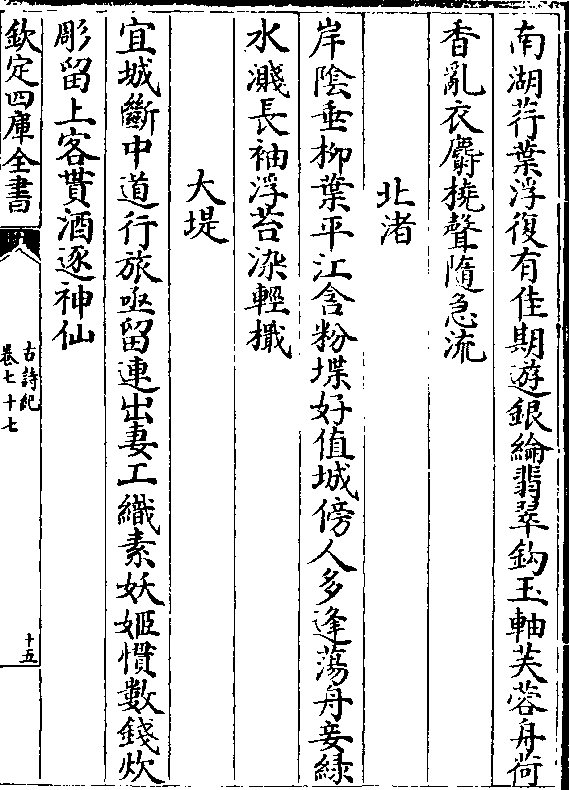 南湖荇葉浮復有佳期遊銀綸翡翠鈎玉軸芙蓉舟荷
香亂衣麝橈聲隨急流
北渚
岸陰垂柳葉平江含粉堞好值城傍人多逢蕩舟妾綠
水濺長袖浮苔染輕檝
大堤
宜城斷中道行旅亟留連出妻工織素妖姬慣數錢炊
彫留上客貰酒逐神仙
欽定四庫全書
古詩紀
卷七十七
十五